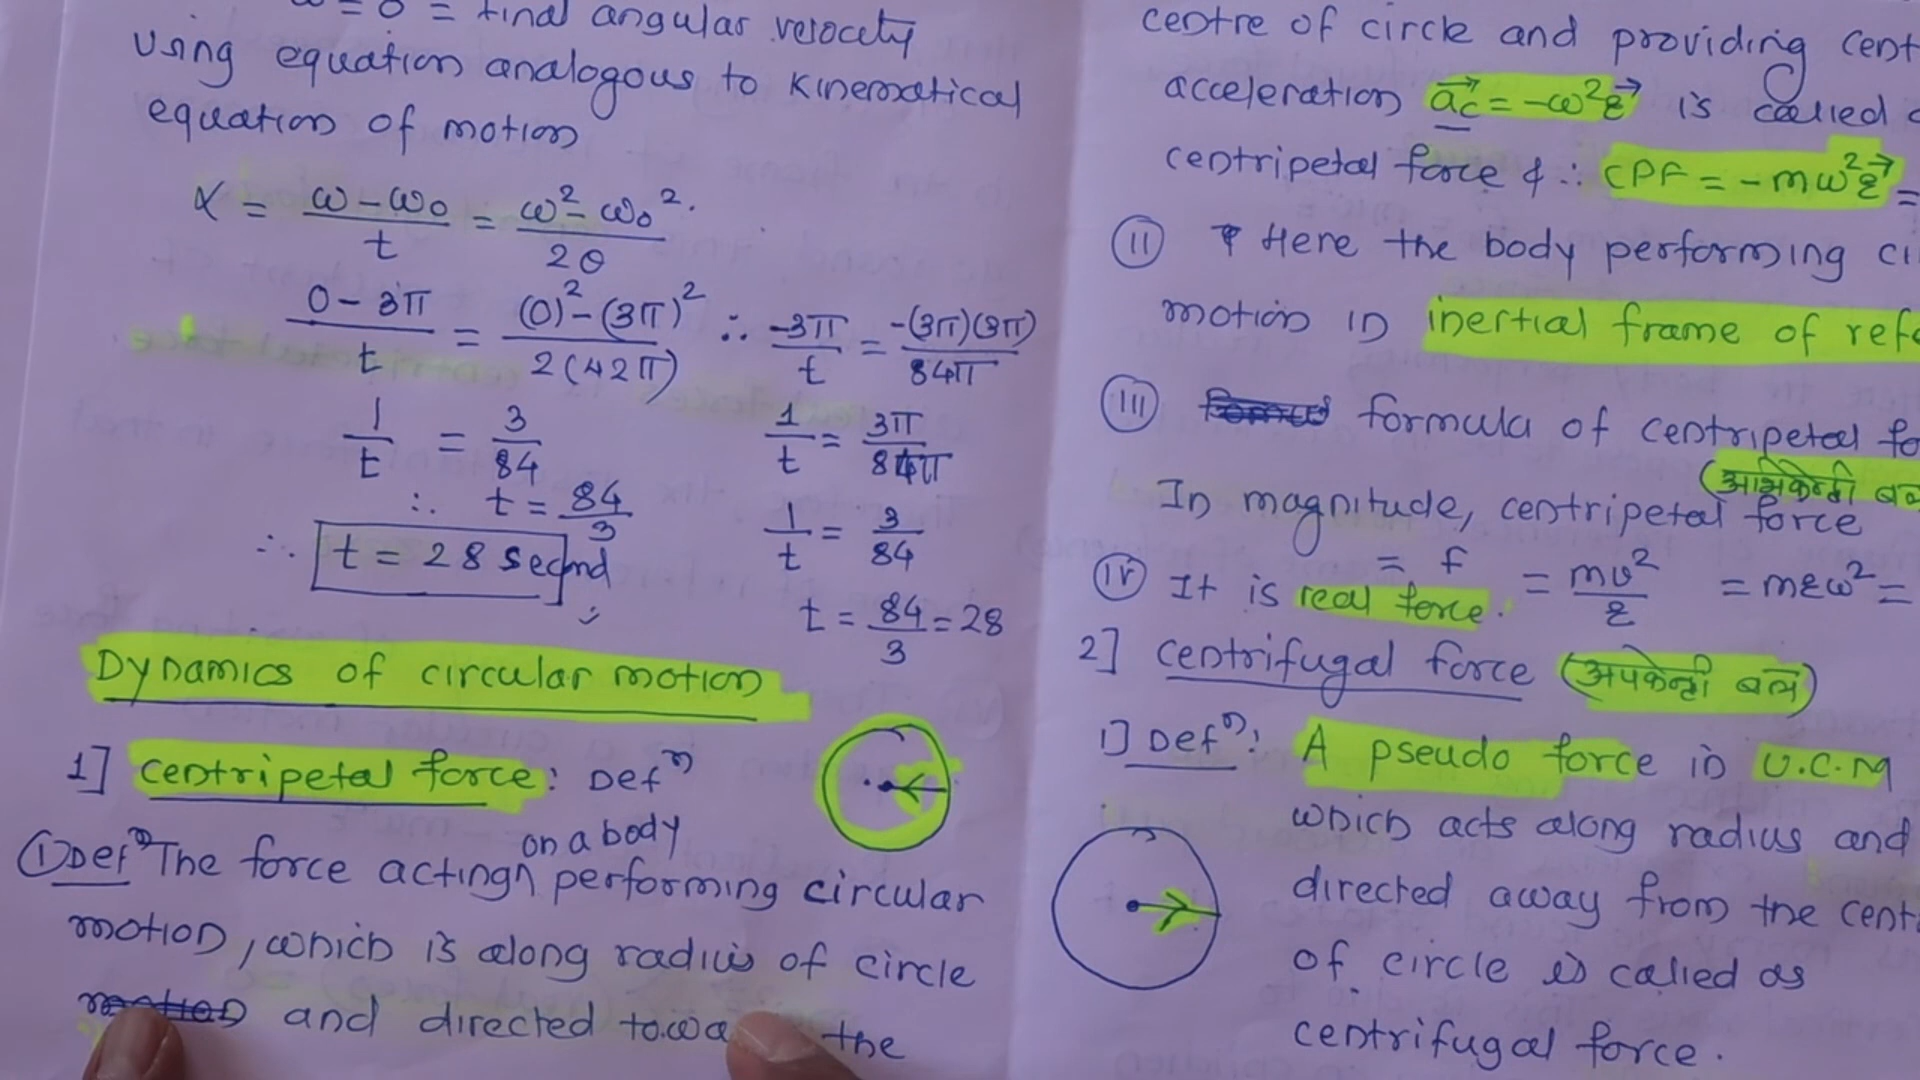 = 0 = final angular velocity
Using equation analogous to kinematical
equation of motion
α = ω - ω₀ / t = ω² - ω₀² / 2θ
0 - 3π / t = (0)² - (3π)² / 2(42π) ∴ -3π / t = -(3π)(3π) / 84π
1/t = 3/84
∴ t = 84/3
∴ t = 28 second
1/t = 3π/84π
1/t = 3/84
t = 84/3 = 28
Dynamics of circular motion
1] centripetal force: Defⁿ
① Defⁿ The force acting on a body performing circular
motion, which is along radius of circle
and directed towa the
centre of circle and providing cent
acceleration a⃗c = -ω²r⃗ is called
centripetal force & ∴ CPF = -mω²r⃗ =
(ii) Here the body performing ci
motion in inertial frame of refe
(iii) formula of centripetal fo
(अभिकेन्द्री बल
In magnitude, centripetal force
= f = mv²/r = mrω² =
(iv) It is real force.
2] centrifugal force (अपकेन्द्री बल)
1] Defⁿ: A pseudo force in U.C.M
which acts along radius and
directed away from the cent
of circle is called as
centrifugal force.